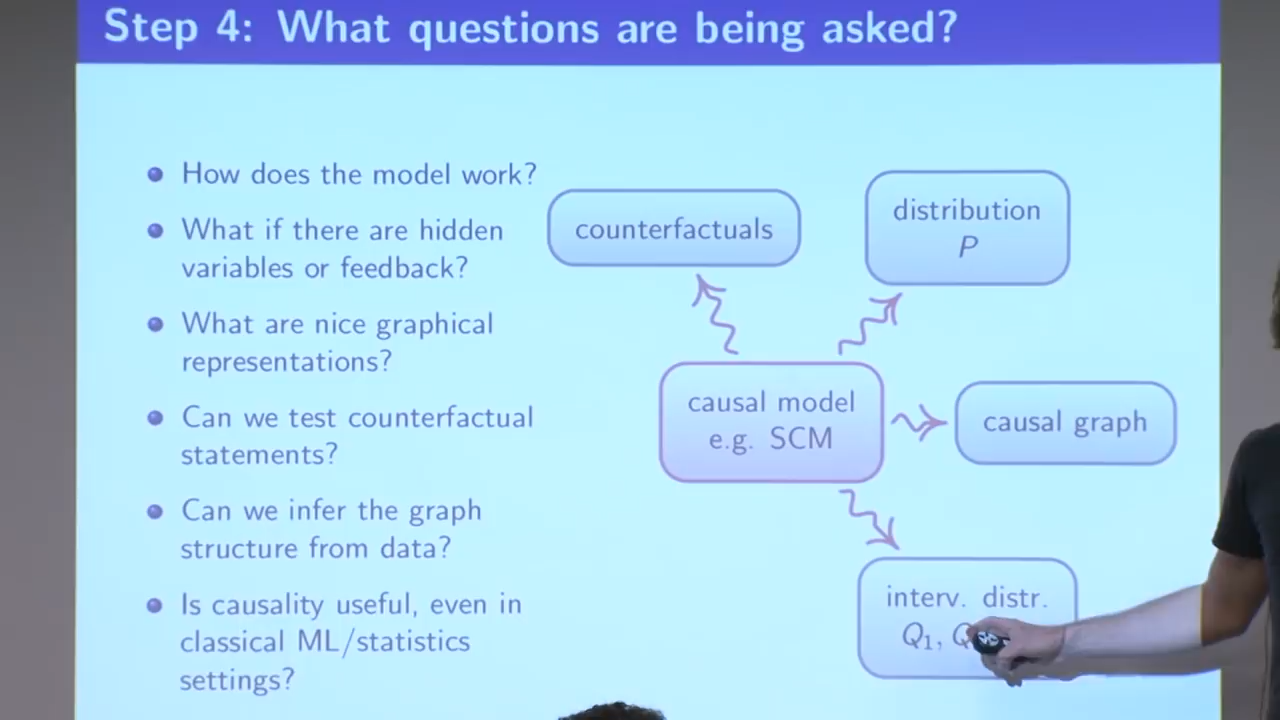 Step 4: What questions are being asked?
How does the model work?
What if there are hidden
variables or feedback?
What are nice graphical
representations?
Can we test counterfactual
statements?
Can we infer the graph
structure from data?
Is causality useful, even in
classical ML/statistics
settings?
counterfactuals
distribution
P
causal model
e.g. SCM
causal graph
interv. distr.
Q₁,